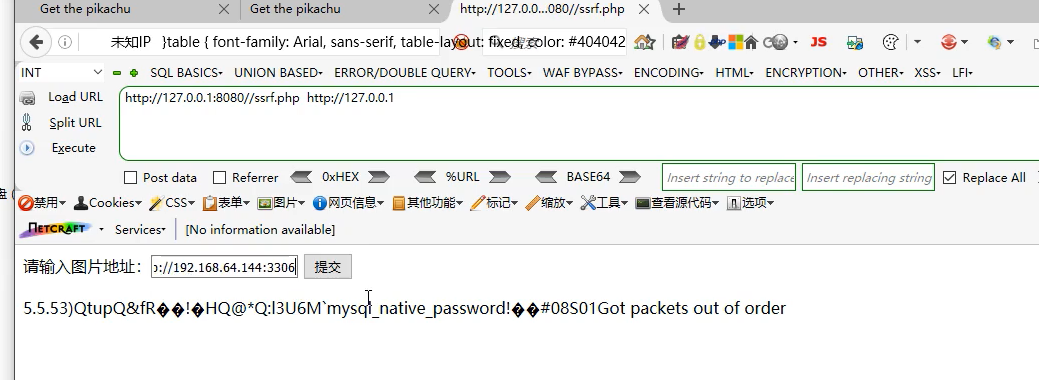 Get the pikachu Get the pikachu http://127.0.0...080//ssrf.php
未知IP }table { font-family: Arial, sans-serif, table-layout: fixed, color: #404042 JS
INT SQL BASICS UNION BASED ERROR/DOUBLE QUERY TOOLS WAF BYPASS ENCODING HTML ENCRYPTION OTHER XSS LFI
Load URL http://127.0.0.1:8080//ssrf.php http://127.0.0.1
Split URL
Execute
Post data Referrer 0xHEX %URL BASE64 Insert string to replace Insert replacing string Replace All
禁用 Cookies CSS 表单 图片 网页信息 其他功能 标记 缩放 工具 查看源代码 选项
NETCRAFT Services [No information available]
请输入图片地址: ://192.168.64.144:3306 提交
5.5.53)QtupQ&fR��!�HQ@*Q:l3U6M`mysql_native_password!��#08S01Got packets out of order